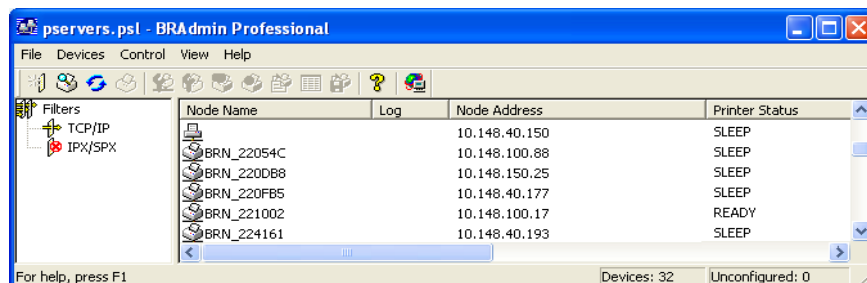 pservers.psl - BRAdmin Professional
File Devices Control View Help
Filters
TCP/IP
IPX/SPX
Node Name Log Node Address Printer Status
10.148.40.150 SLEEP
BRN_22054C 10.148.100.88 SLEEP
BRN_220DB8 10.148.150.25 SLEEP
BRN_220FB5 10.148.40.177 SLEEP
BRN_221002 10.148.100.17 READY
BRN_224161 10.148.40.193 SLEEP
For help, press F1 Devices: 32 Unconfigured: 0